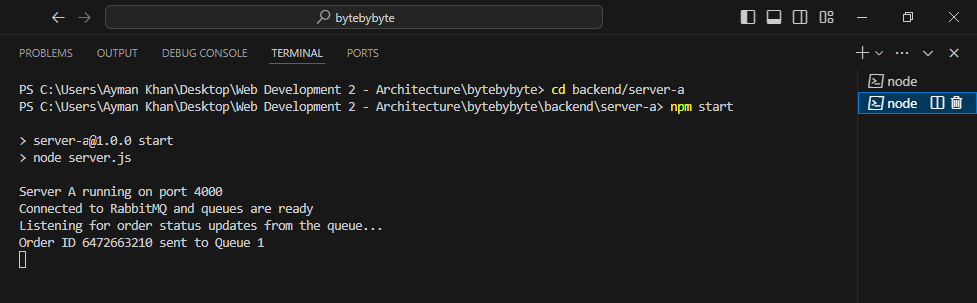 bytebybyte
PROBLEMS OUTPUT DEBUG CONSOLE TERMINAL PORTS
PS C:\Users\Ayman Khan\Desktop\Web Development 2 - Architecture\bytebybyte> cd backend/server-a
PS C:\Users\Ayman Khan\Desktop\Web Development 2 - Architecture\bytebybyte\backend\server-a> npm start
> server-a@1.0.0 start
> node server.js
Server A running on port 4000
Connected to RabbitMQ and queues are ready
Listening for order status updates from the queue...
Order ID 6472663210 sent to Queue 1
node
node